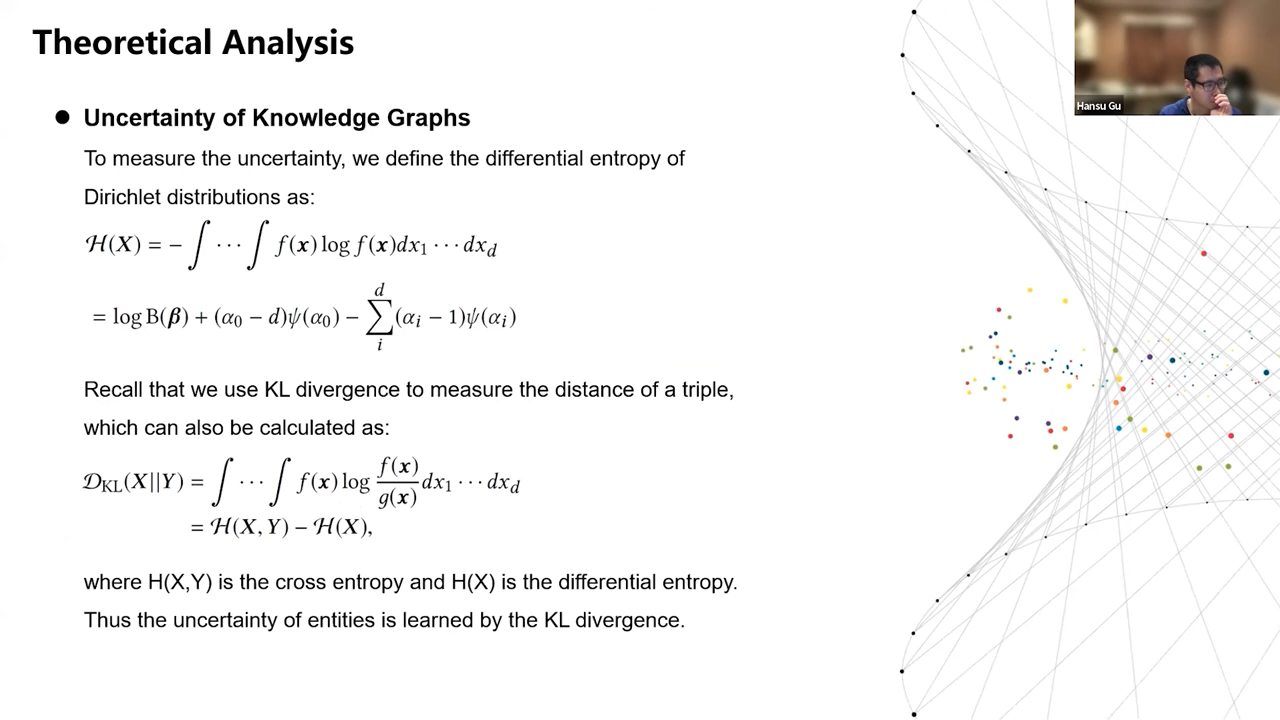 Theoretical Analysis
Hansu Gu
● Uncertainty of Knowledge Graphs
To measure the uncertainty, we define the differential entropy of
Dirichlet distributions as:
ℋ(X) = − ∫ ⋯ ∫ f(x) log f(x)dx₁ ⋯ dx_d
= log B(β) + (α₀ − d)ψ(α₀) − ∑_i^d (α_i − 1)ψ(α_i)
Recall that we use KL divergence to measure the distance of a triple,
which can also be calculated as:
𝒟_KL(X||Y) = ∫ ⋯ ∫ f(x) log f(x)/g(x) dx₁ ⋯ dx_d
= ℋ(X, Y) − ℋ(X),
where H(X,Y) is the cross entropy and H(X) is the differential entropy.
Thus the uncertainty of entities is learned by the KL divergence.